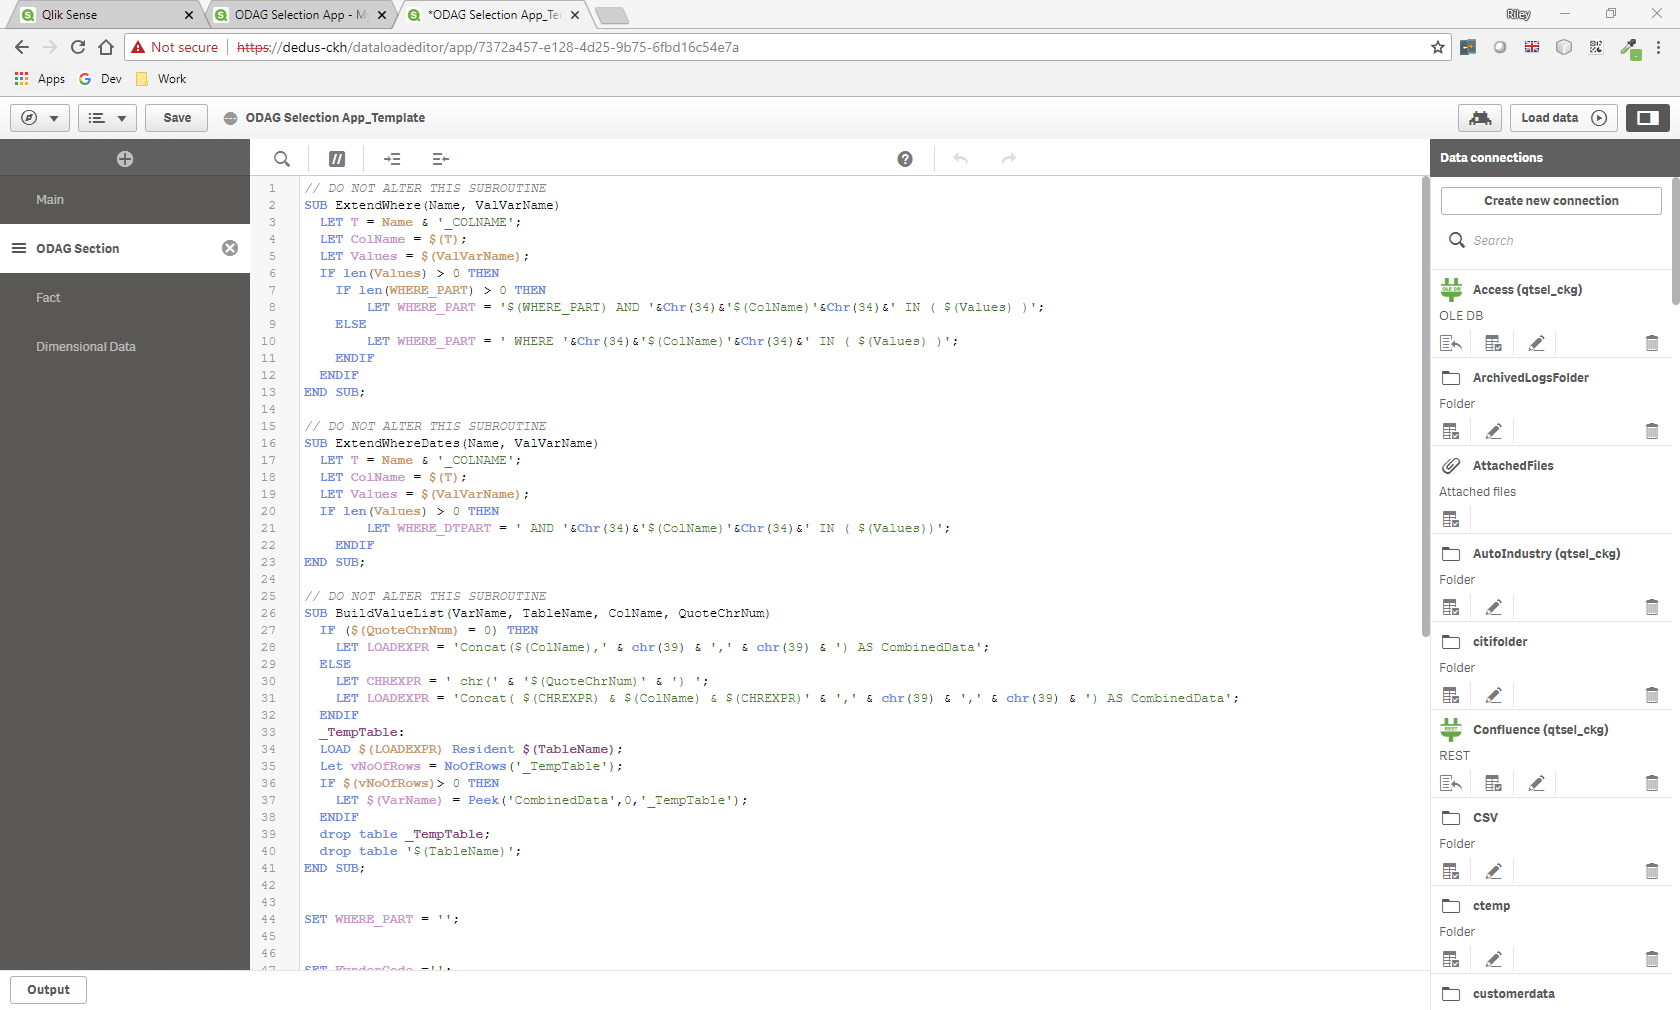 Qlik Sense
ODAG Selection App - M
*ODAG Selection App_Te
Riley
Not secure https://dedus-ckh/dataloadeditor/app/7372a457-e128-4d25-9b75-6fbd16c54e7a
Apps Dev Work
Save ODAG Selection App_Template Load data
Main
ODAG Section
Fact
Dimensional Data
1 // DO NOT ALTER THIS SUBROUTINE
2 SUB ExtendWhere(Name, ValVarName)
3 LET T = Name & '_COLNAME';
4 LET ColName = $(T);
5 LET Values = $(ValVarName);
6 IF len(Values) > 0 THEN
7 IF len(WHERE_PART) > 0 THEN
8 LET WHERE_PART = '$(WHERE_PART) AND '&Chr(34)&'$(ColName)'&Chr(34)&' IN ( $(Values) )';
9 ELSE
10 LET WHERE_PART = ' WHERE '&Chr(34)&'$(ColName)'&Chr(34)&' IN ( $(Values) )';
11 ENDIF
12 ENDIF
13 END SUB;
14
15 // DO NOT ALTER THIS SUBROUTINE
16 SUB ExtendWhereDates(Name, ValVarName)
17 LET T = Name & '_COLNAME';
18 LET ColName = $(T);
19 LET Values = $(ValVarName);
20 IF len(Values) > 0 THEN
21 LET WHERE_DTPART = ' AND '&Chr(34)&'$(ColName)'&Chr(34)&' IN ( $(Values))';
22 ENDIF
23 END SUB;
24
25 // DO NOT ALTER THIS SUBROUTINE
26 SUB BuildValueList(VarName, TableName, ColName, QuoteChrNum)
27 IF ($(QuoteChrNum) = 0) THEN
28 LET LOADEXPR = 'Concat($(ColName),' & chr(39) & ',' & chr(39) & ') AS CombinedData';
29 ELSE
30 LET CHREXPR = ' chr(' & '$(QuoteChrNum)' & ') ';
31 LET LOADEXPR = 'Concat( $(CHREXPR) & $(ColName) & $(CHREXPR)' & ',' & chr(39) & ',' & chr(39) & ') AS CombinedData';
32 ENDIF
33 _TempTable:
34 LOAD $(LOADEXPR) Resident $(TableName);
35 Let vNoOfRows = NoOfRows('_TempTable');
36 IF $(vNoOfRows)> 0 THEN
37 LET $(VarName) = Peek('CombinedData',0,'_TempTable');
38 ENDIF
39 drop table _TempTable;
40 drop table '$(TableName)';
41 END SUB;
42
43
44 SET WHERE_PART = '';
45
46
47 SET KundenCode ='';
Output
Data connections
Create new connection
Search
Access (qtsel_ckg)
OLE DB
ArchivedLogsFolder
Folder
AttachedFiles
Attached files
AutoIndustry (qtsel_ckg)
Folder
citifolder
Folder
Confluence (qtsel_ckg)
REST
CSV
Folder
ctemp
Folder
customerdata